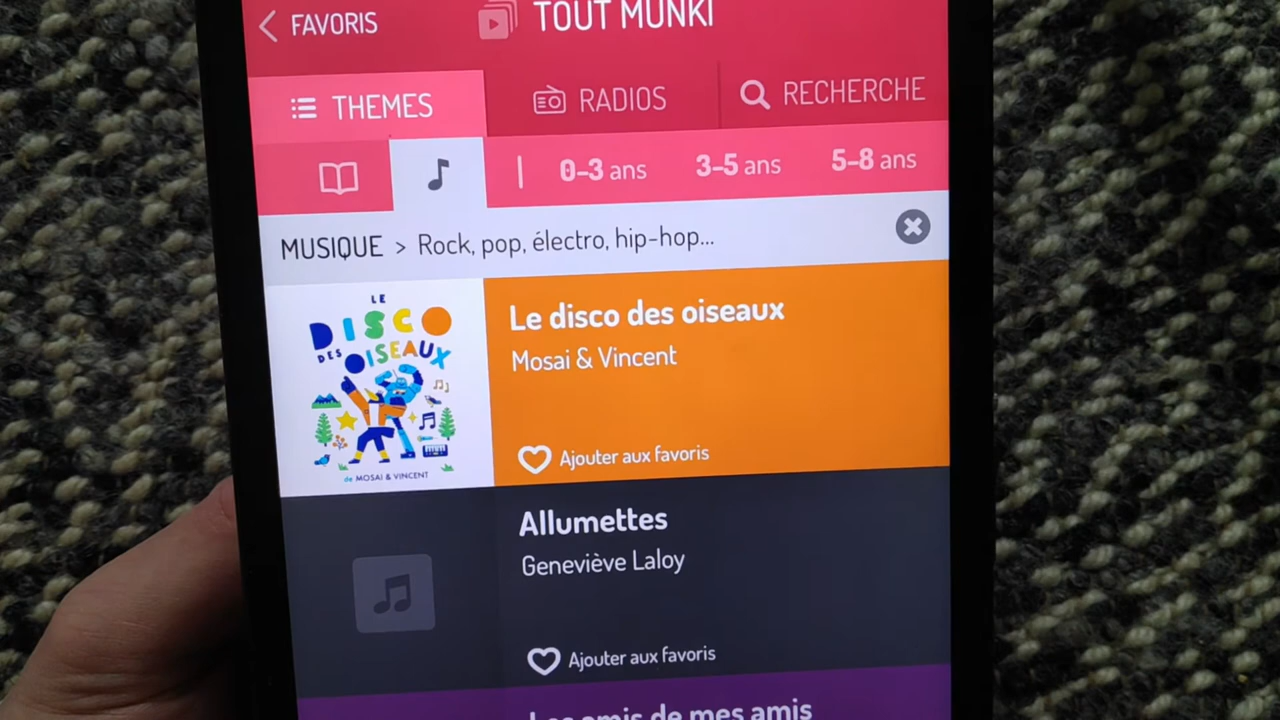 FAVORIS
TOUT MUNKI
THEMES
RADIOS
RECHERCHE
0-3 ans
3-5 ans
5-8 ans
MUSIQUE > Rock, pop, électro, hip-hop...
LE
DISCO
DES
OISEAUX
de MOSAI & VINCENT
Le disco des oiseaux
Mosai & Vincent
Ajouter aux favoris
Allumettes
Geneviève Laloy
Ajouter aux favoris
Les amis de mes amis